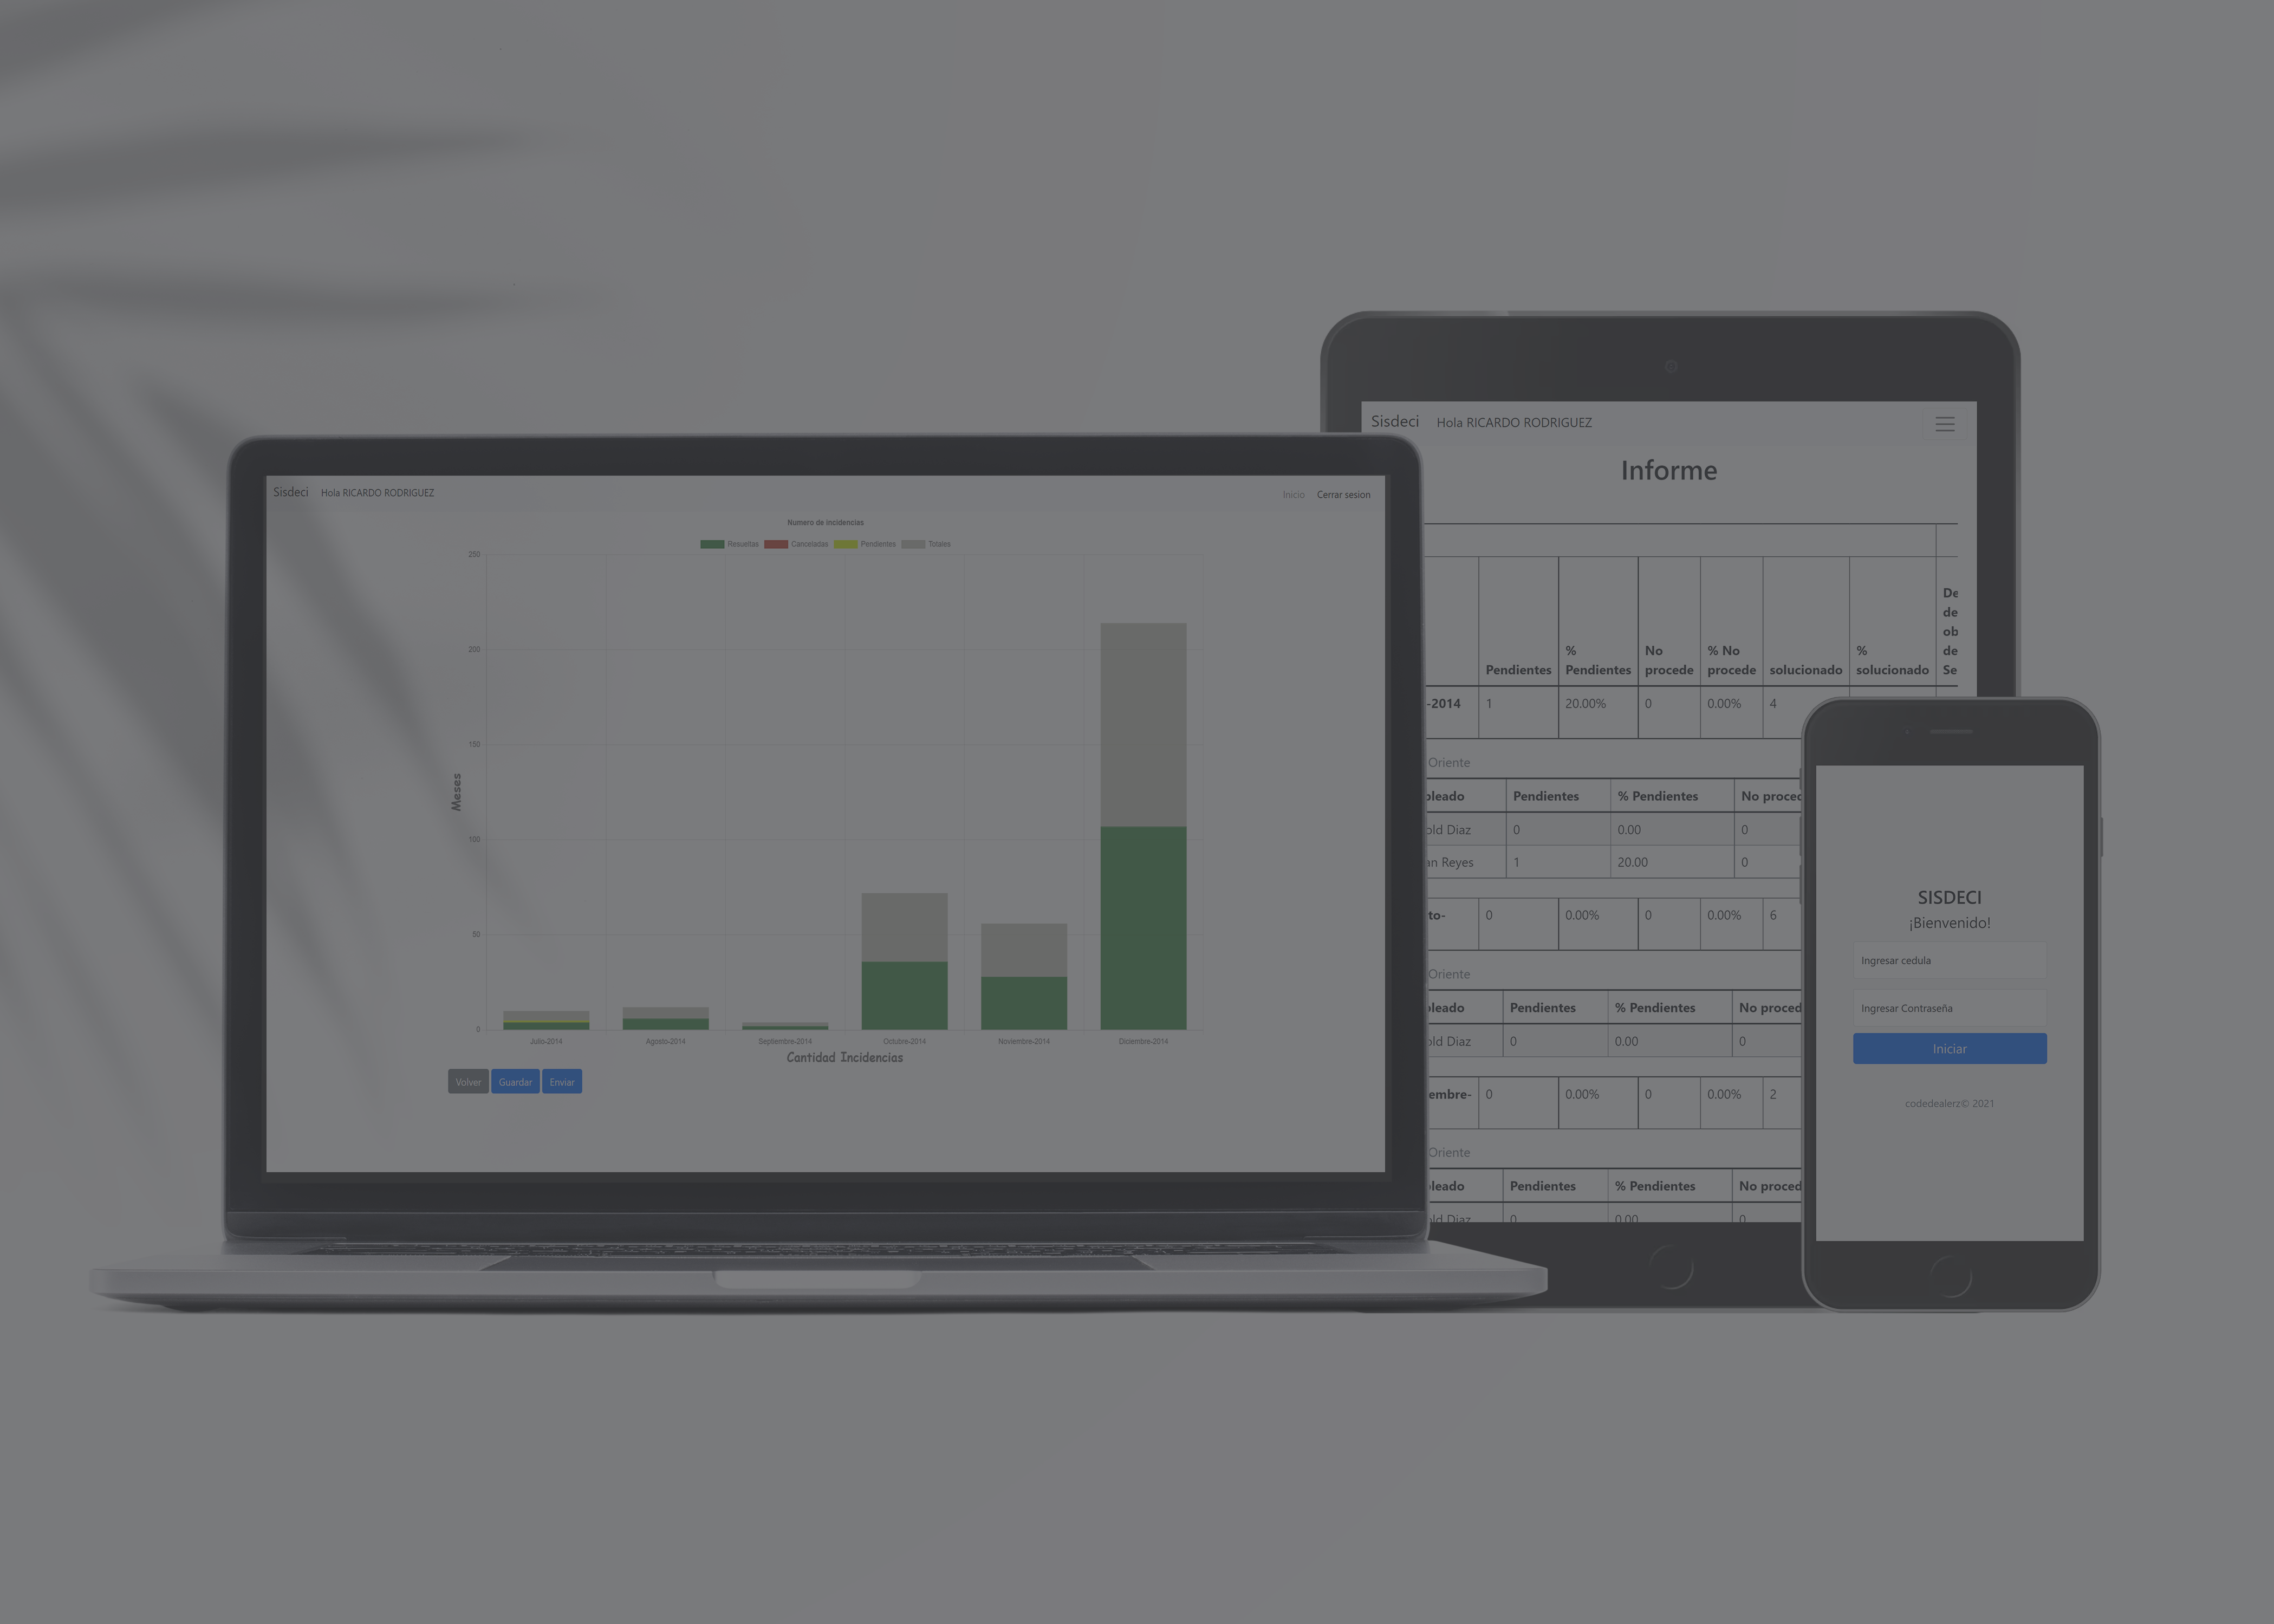 Sisdeci Hola RICARDO RODRIGUEZ
Inicio Cerrar sesion
Numero de incidencias
Resueltas Canceladas Pendientes Totales
250
200
150
100
50
0
Meses
Julio-2014 Agosto-2014 Septiembre-2014 Octubre-2014 Noviembre-2014 Diciembre-2014
Cantidad Incidencias
Volver Guardar Enviar
Sisdeci Hola RICARDO RODRIGUEZ
Informe
De
de
ob
% No % No %
de
Pendientes Pendientes procede procede solucionado solucionado
Se
-2014 1 20.00% 0 0.00% 4
Oriente
pleado Pendientes % Pendientes No proced
old Diaz 0 0.00 0
an Reyes 1 20.00 0
to- 0 0.00% 0 0.00% 6
Oriente
pleado Pendientes % Pendientes No proced
old Diaz 0 0.00 0
embre- 0 0.00% 0 0.00% 2
Oriente
pleado Pendientes % Pendientes No proced
old Diaz 0 0.00 0
SISDECI
¡Bienvenido!
Ingresar cedula
Ingresar Contraseña
Iniciar
codedealerz© 2021